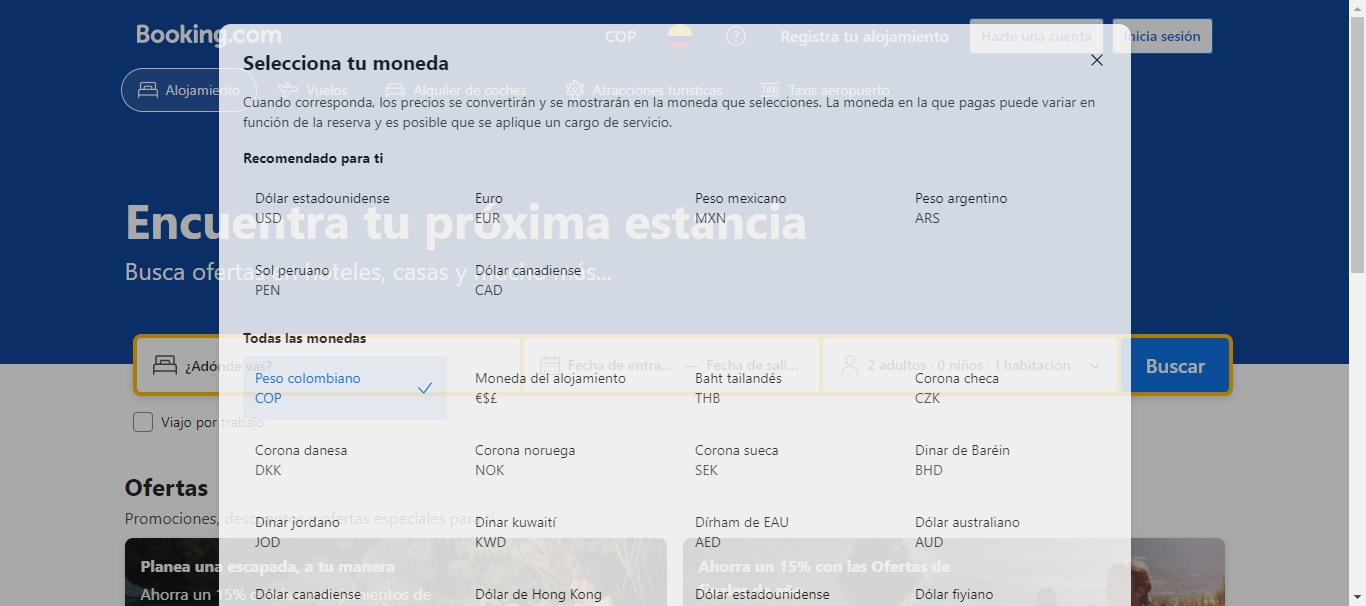 Booking.com
COP
Registra tu alojamiento
Hazte una cuenta
Inicia sesión
Selecciona tu moneda
Alojamiento
Vuelos
Alquiler de coches
Atracciones turísticas
TAXI
Taxis aeropuerto
Cuando corresponda, los precios se convertirán y se mostrarán en la moneda que selecciones. La moneda en la que pagas puede variar en
función de la reserva y es posible que se aplique un cargo de servicio.
Recomendado para ti
Dólar estadounidense
USD
Euro
EUR
Peso mexicano
MXN
Peso argentino
ARS
Encuentra tu próxima estancia
Busca ofertas en hoteles, casas y mucho más...
Sol peruano
PEN
Dólar canadiense
CAD
Todas las monedas
¿Adónde vas?
Fecha de entra... — Fecha de sali...
2 adultos · 0 niños · 1 habitación
Buscar
Peso colombiano
COP
Moneda del alojamiento
€$£
Baht tailandés
THB
Corona checa
CZK
Viajo por trabajo
Corona danesa
DKK
Corona noruega
NOK
Corona sueca
SEK
Dinar de Baréin
BHD
Ofertas
Promociones, descuentos y ofertas especiales para ti
Dinar jordano
JOD
Dinar kuwaití
KWD
Dírham de EAU
AED
Dólar australiano
AUD
Planea una escapada, a tu manera
Ahorra un 15% con las Ofertas de
Dólar canadiense
Dólar de Hong Kong
Dólar estadounidense
Dólar fiyiano